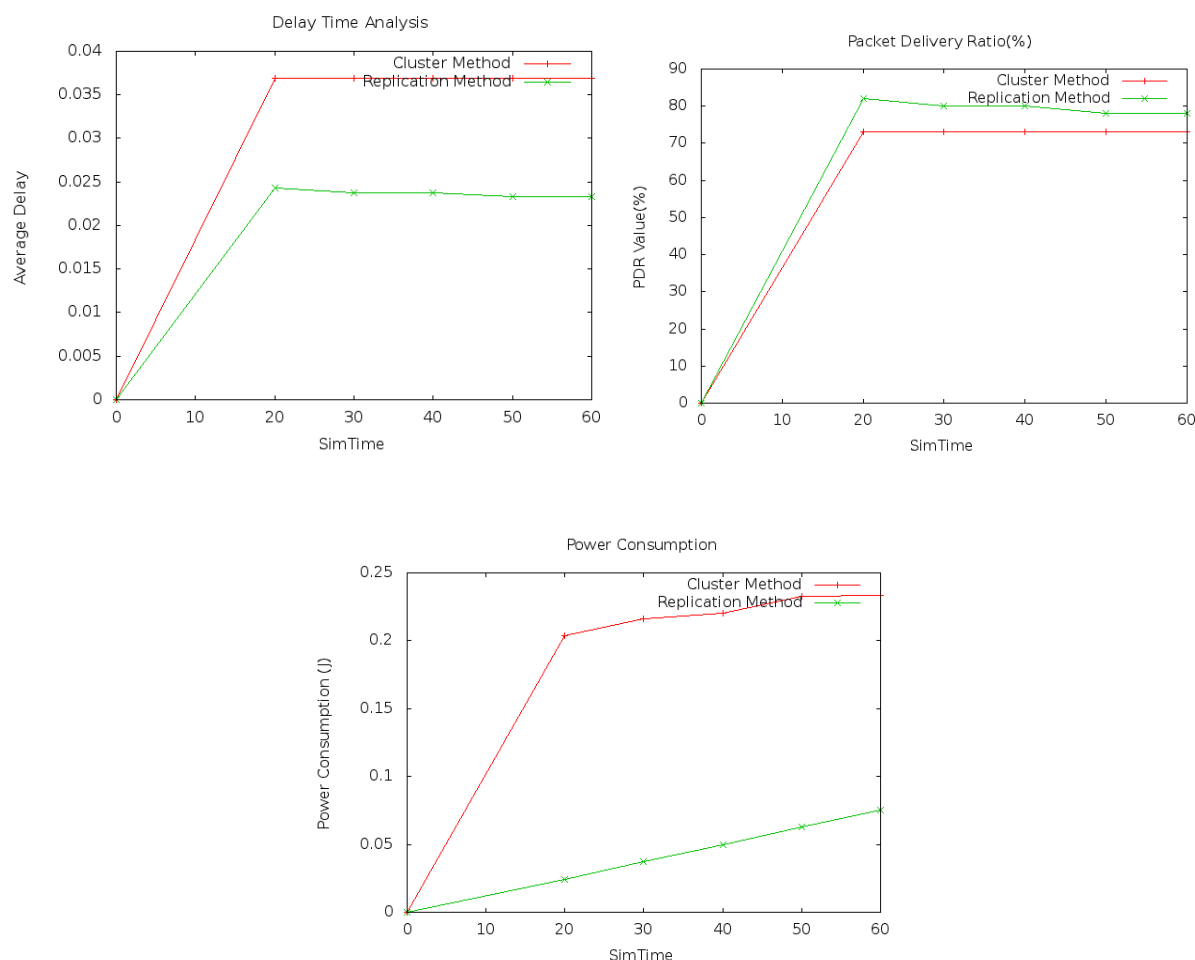 Delay Time Analysis
0.04
0.035
0.03
0.025
0.02
0.015
0.01
0.005
0
Average Delay
Cluster Method
Replication Method
0 10 20 30 40 50 60
SimTime
Packet Delivery Ratio(%)
90
80
70
60
50
40
30
20
10
0
PDR Value(%)
Cluster Method
Replication Method
0 10 20 30 40 50 60
SimTime
Power Consumption
0.25
0.2
0.15
0.1
0.05
0
Power Consumption (J)
Cluster Method
Replication Method
0 10 20 30 40 50 60
SimTime